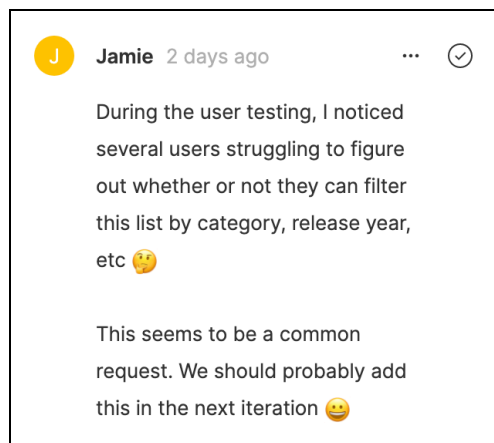 J Jamie 2 days ago ...
During the user testing, I noticed
several users struggling to figure
out whether or not they can filter
this list by category, release year,
etc 🤔
This seems to be a common
request. We should probably add
this in the next iteration 😀